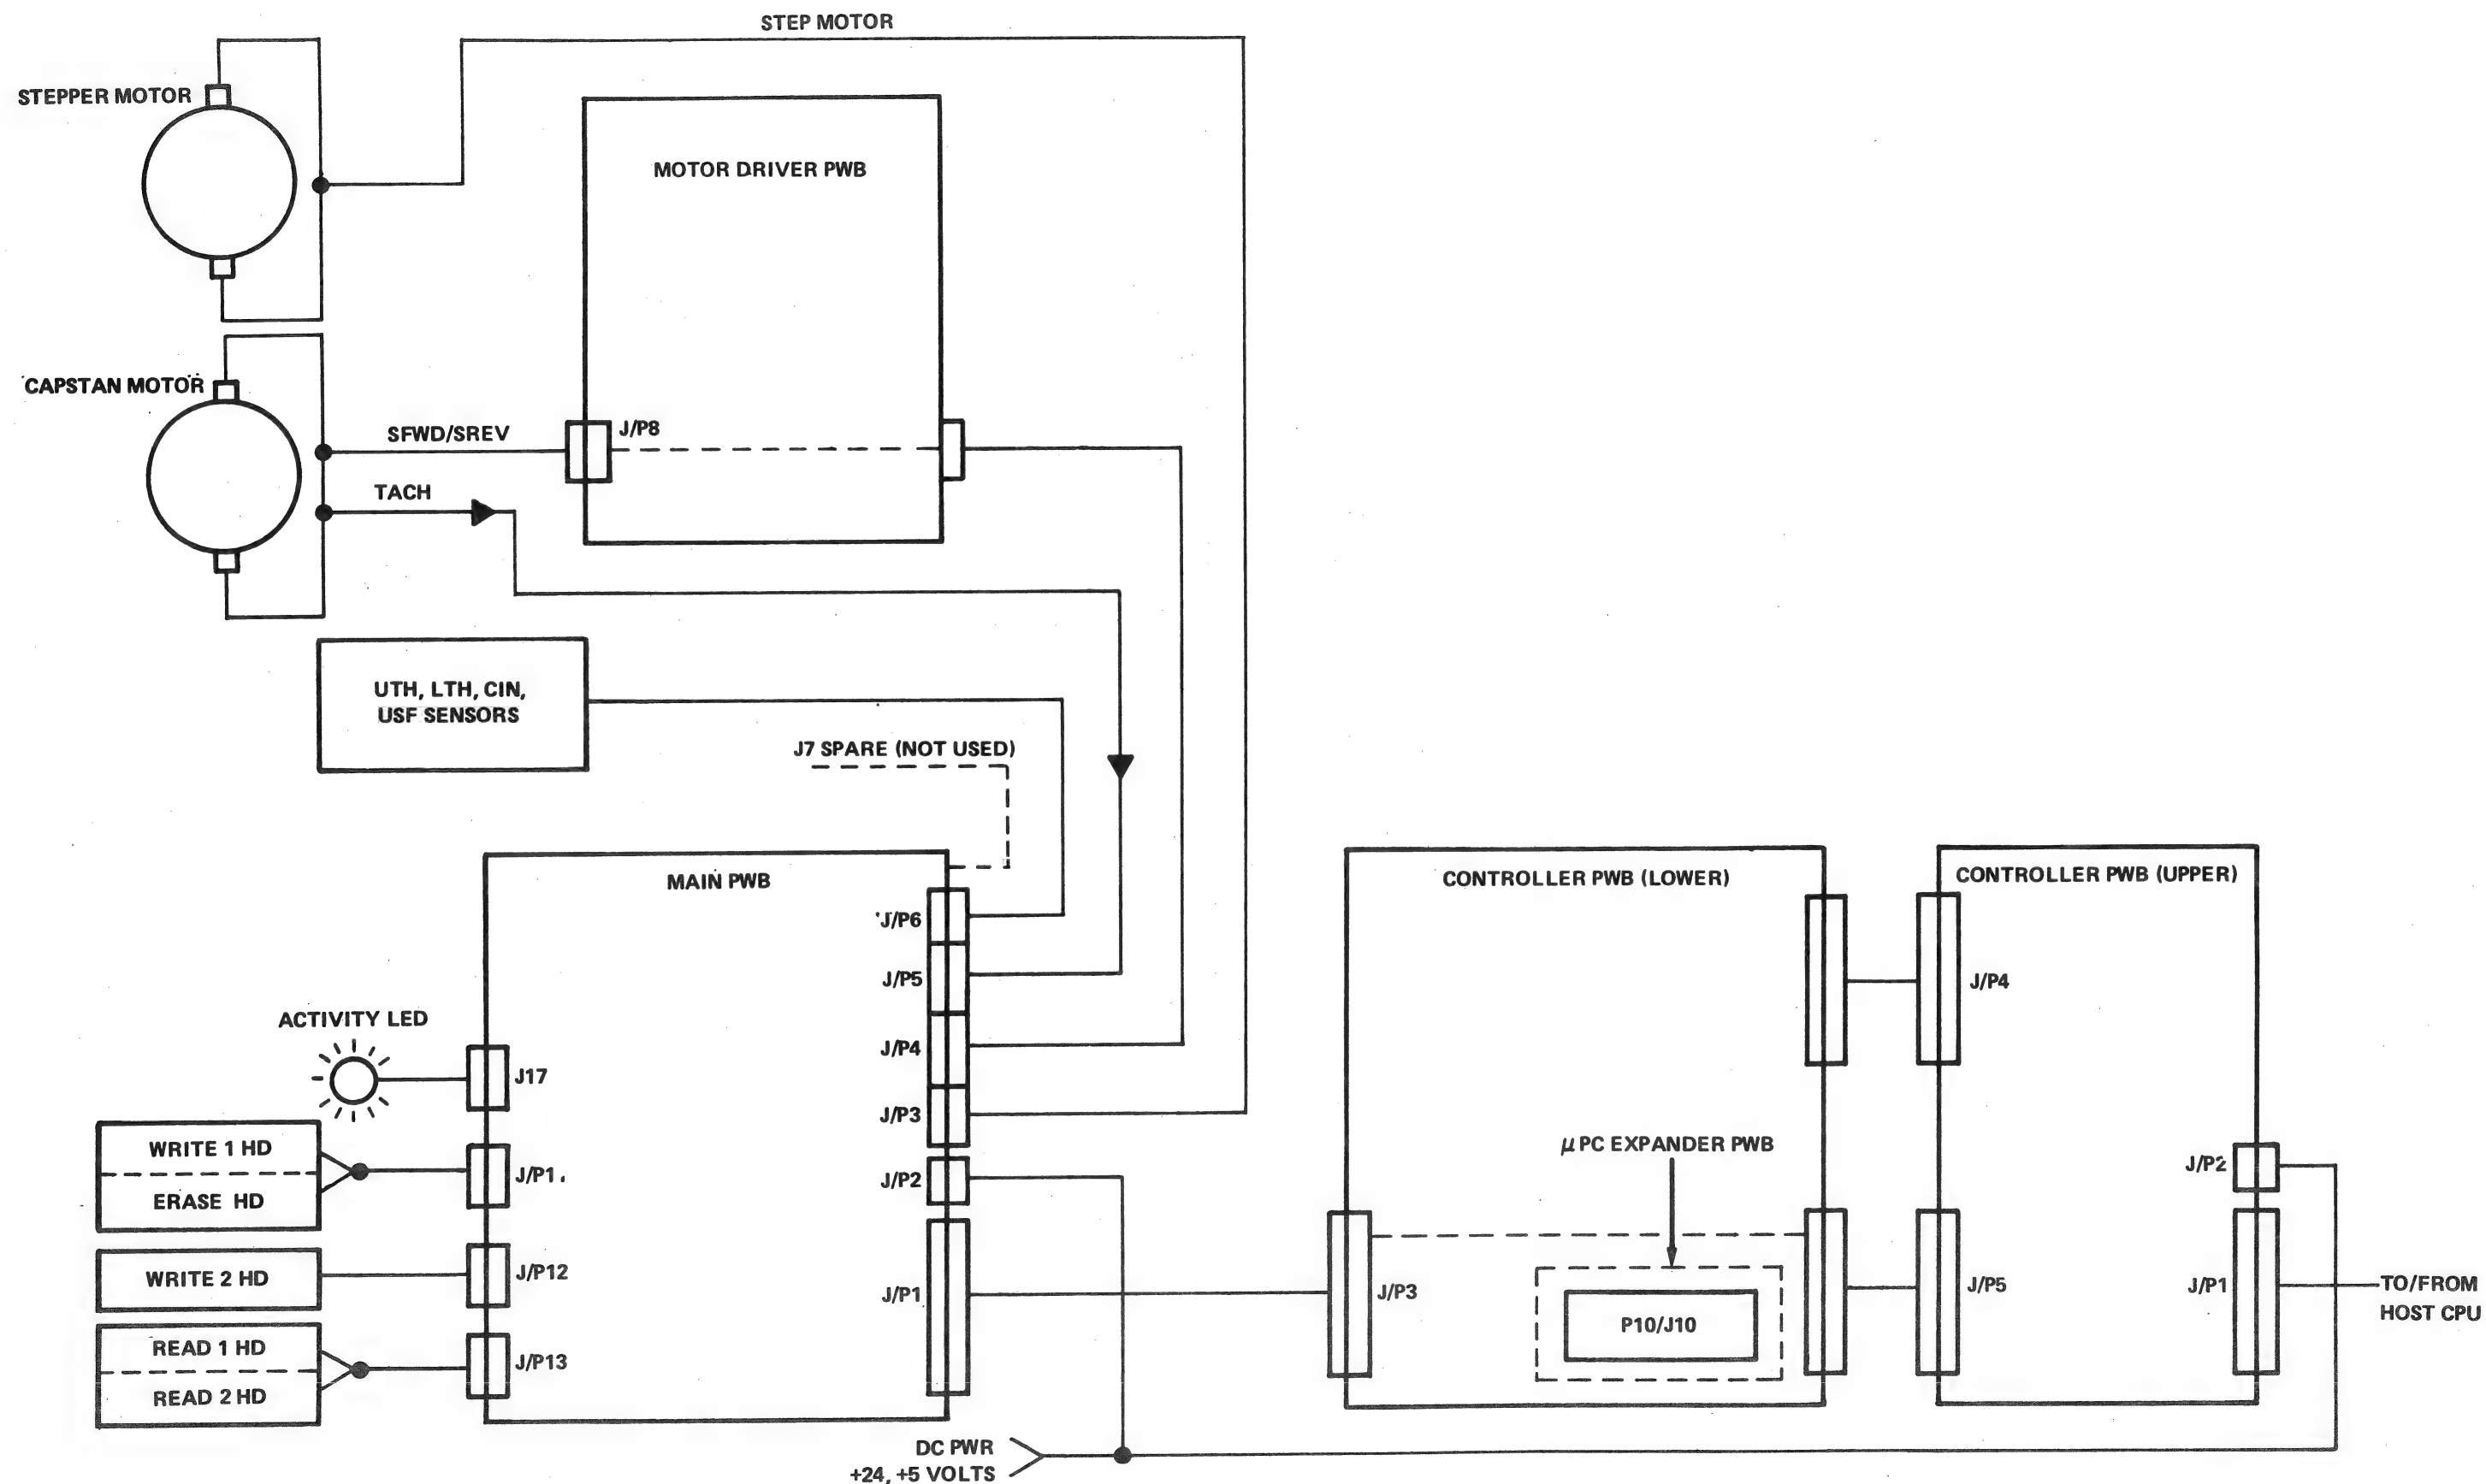 STEP MOTOR
STEPPER MOTOR
MOTOR DRIVER PWB
CAPSTAN MOTOR
SFWD/SREV
J/P8
TACH
UTH, LTH, CIN,
USF SENSORS
J7 SPARE (NOT USED)
MAIN PWB
CONTROLLER PWB (LOWER)
CONTROLLER PWB (UPPER)
J/P6
J/P5
J/P4
ACTIVITY LED
J17
J/P4
J/P3
WRITE 1 HD
ERASE HD
J/P1
J/P2
μPC EXPANDER PWB
J/P2
WRITE 2 HD
J/P12
J/P1
J/P3
P10/J10
J/P5
J/P1
TO/FROM
HOST CPU
READ 1 HD
READ 2 HD
J/P13
DC PWR
+24, +5 VOLTS